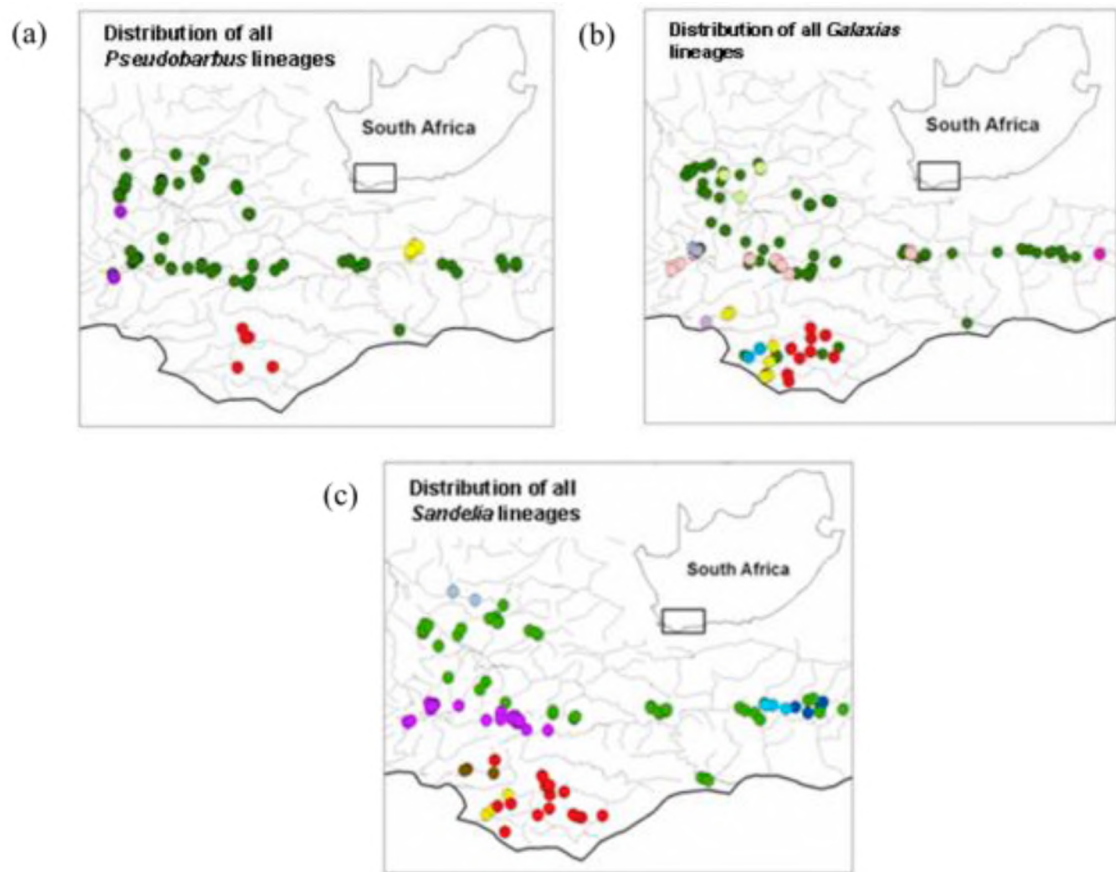 (a)
Distribution of all
Pseudobarbus lineages
South Africa
(b)
Distribution of all Galaxias
lineages
South Africa
(c)
Distribution of all
Sandelia lineages
South Africa